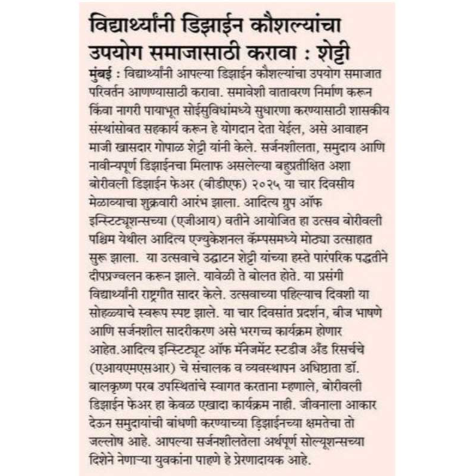 विद्यार्थ्यांनी डिझाईन कौशल्यांचा
उपयोग समाजासाठी करावा : शेट्टी
मुंबई : विद्यार्थ्यांनी आपल्या डिझाईन कौशल्यांचा उपयोग समाजात
परिवर्तन आणण्यासाठी करावा. समावेशी वातावरण निर्माण करून
किंवा नागरी पायाभूत सोईसुविधांमध्ये सुधारणा करण्यासाठी शासकीय
संस्थांसोबत सहकार्य करून हे योगदान देता येईल, असे आवाहन
माजी खासदार गोपाळ शेट्टी यांनी केले. सर्जनशीलता, समुदाय आणि
नावीन्यपूर्ण डिझाईनचा मिलाफ असलेल्या बहुप्रतीक्षित अशा
बोरीवली डिझाईन फेअर (बीडीएफ) २०२५ या चार दिवसीय
मेळाव्याचा शुक्रवारी आरंभ झाला. आदित्य ग्रुप ऑफ
इन्स्टिट्यूशनसच्या (एजीआय) वतीने आयोजित हा उत्सव बोरीवली
पश्चिम येथील आदित्य एज्युकेशनल कॅम्पसमध्ये मोठ्या उत्साहात
सुरू झाला. या उत्सवाचे उद्घाटन शेट्टी यांच्या हस्ते पारंपरिक पद्धतीने
दीपप्रज्वलन करून झाले. यावेळी ते बोलत होते. या प्रसंगी
विद्यार्थ्यांनी राष्ट्रगीत सादर केले. उत्सवाच्या पहिल्याच दिवशी या
सोहळ्याचे स्वरूप स्पष्ट झाले. या चार दिवसांत प्रदर्शन, बीज भाषणे
आणि सर्जनशील सादरीकरण असे भरगच्च कार्यक्रम होणार
आहेत.आदित्य इन्स्टिट्यूट ऑफ मॅनेजमेंट स्टडीज अँड रिसर्चचे
(एआयएमएसआर) चे संचालक व व्यवस्थापन अधिष्ठाता डॉ.
बालकृष्ण परब उपस्थितांचे स्वागत करताना म्हणाले, बोरीवली
डिझाईन फेअर हा केवळ एखादा कार्यक्रम नाही. जीवनाला आकार
देऊन समुदायांची बांधणी करण्याच्या डिझाईनच्या क्षमतेचा तो
जल्लोष आहे. आपल्या सर्जनशीलतेला अर्थपूर्ण सोल्यूशन्सच्या
दिशेने नेणाऱ्या युवकांना पाहणे हे प्रेरणादायक आहे.